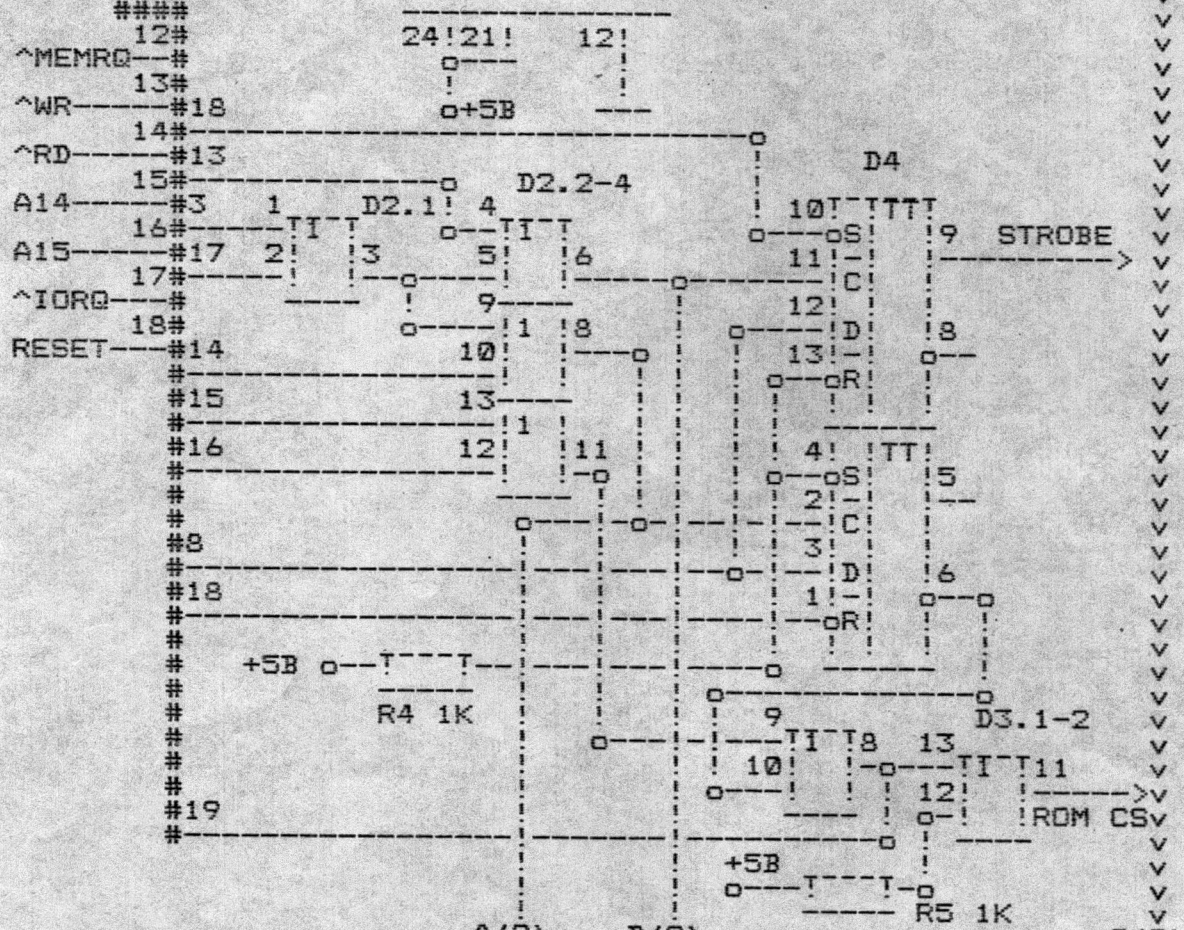 ####
24!21! 12!
12#
^MEMRQ--#
13#
+5B
^WR-----#18
14#
^RD-----#13
D4
15#
D2.2-4
A14-----#3 1 D2.1! 4 10 TT
16# I I S 9 STROBE
A15-----#17 2 3 5 6 11
17# C
^IORQ---# 9 12
18# 1 8 D 8
RESET---#14 10 13
R
#15 13
1 4 TT
#16 12 11 S 5
2
C
#8 3
D 6
#18 1
R
+5B
R4 1K 9 D3.1-2
I 8 13
10 I 11
12
#19 ROM CS
+5B
R5 1K